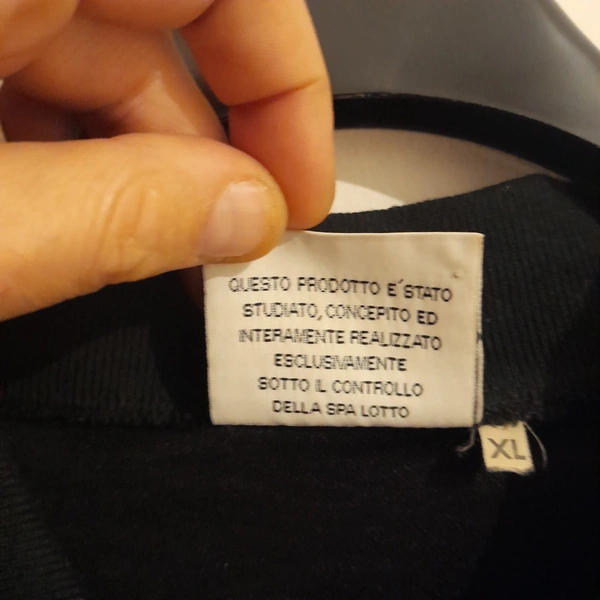 QUESTO PRODOTTO E´STATO
STUDIATO, CONCEPITO ED
INTERAMENTE REALIZZATO
ESCLUSIVAMENTE
SOTTO IL CONTROLLO
DELLA SPA LOTTO
XL